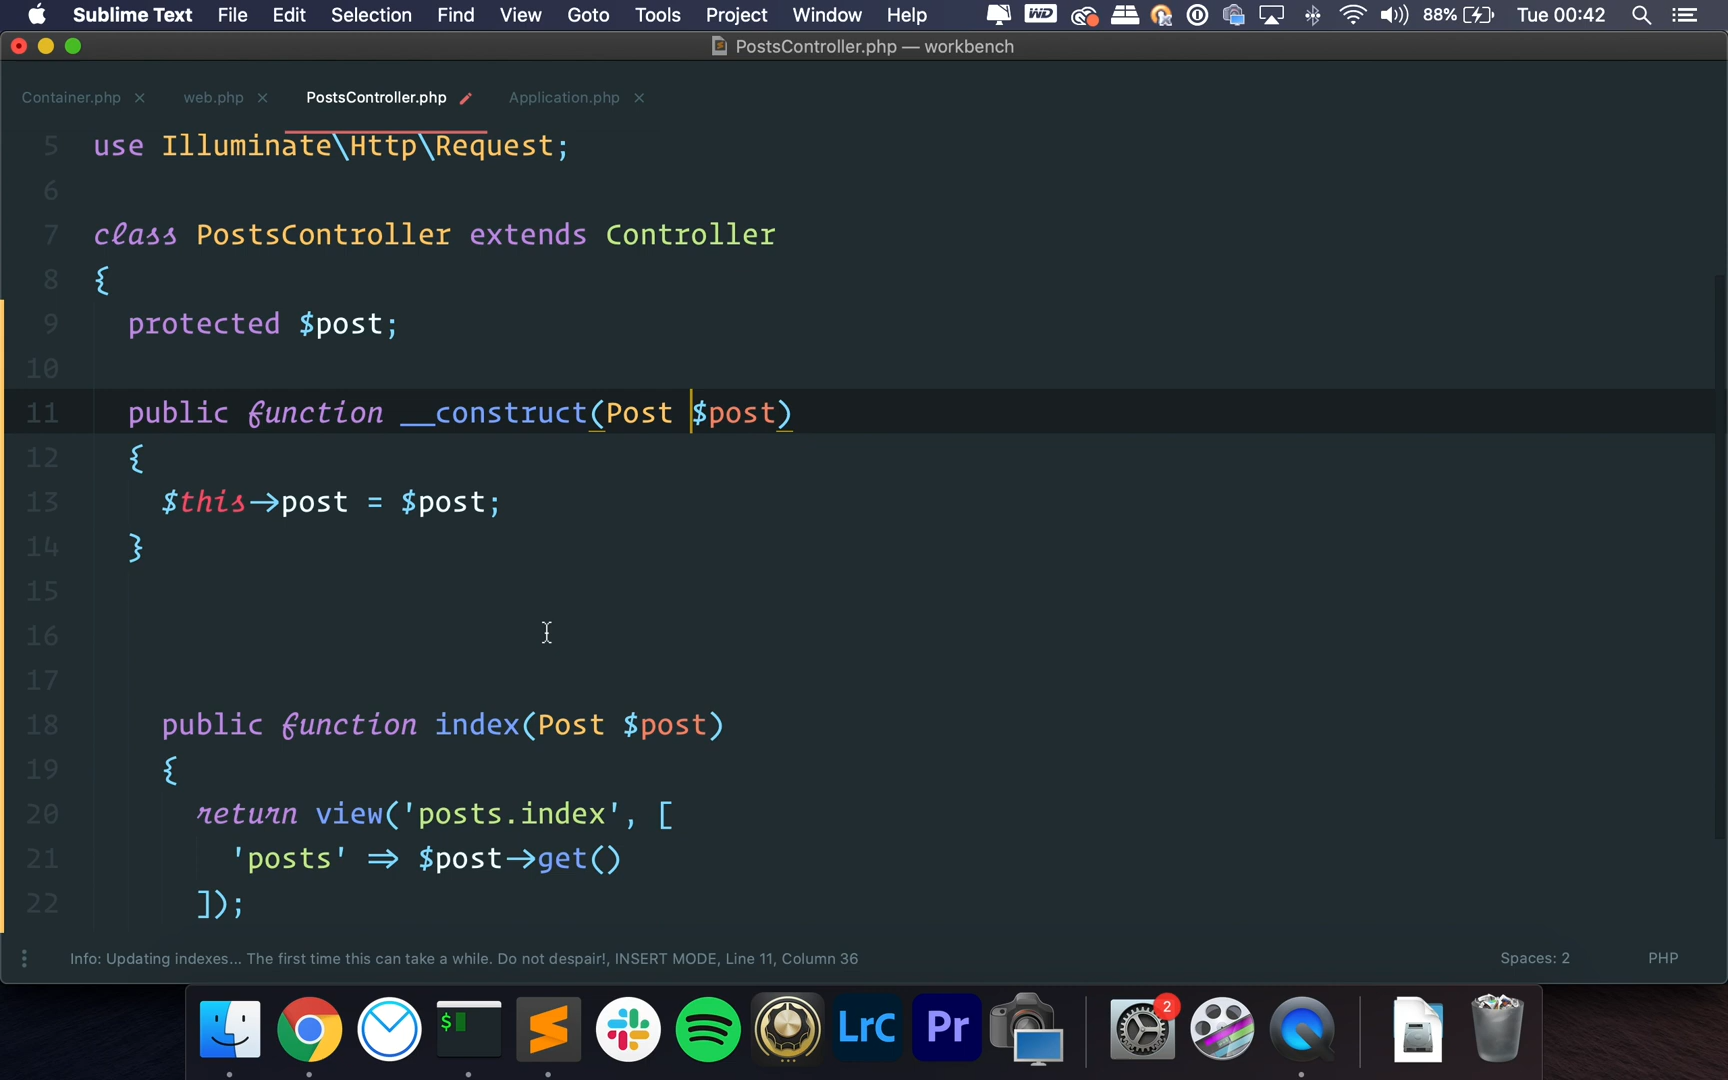 Sublime Text File Edit Selection Find View Goto Tools Project Window Help WD 88% Tue 00:42
PostsController.php — workbench
Container.php × web.php × PostsController.php Application.php ×
5 use Illuminate\Http\Request;
6
7 class PostsController extends Controller
8 {
9 protected $post;
10
11 public function __construct(Post $post)
12 {
13 $this->post = $post;
14 }
15
16
17
18 public function index(Post $post)
19 {
20 return view('posts.index', [
21 'posts' => $post->get()
22 ]);
Info: Updating indexes... The first time this can take a while. Do not despair!, INSERT MODE, Line 11, Column 36 Spaces: 2 PHP
$ LrC Pr 2